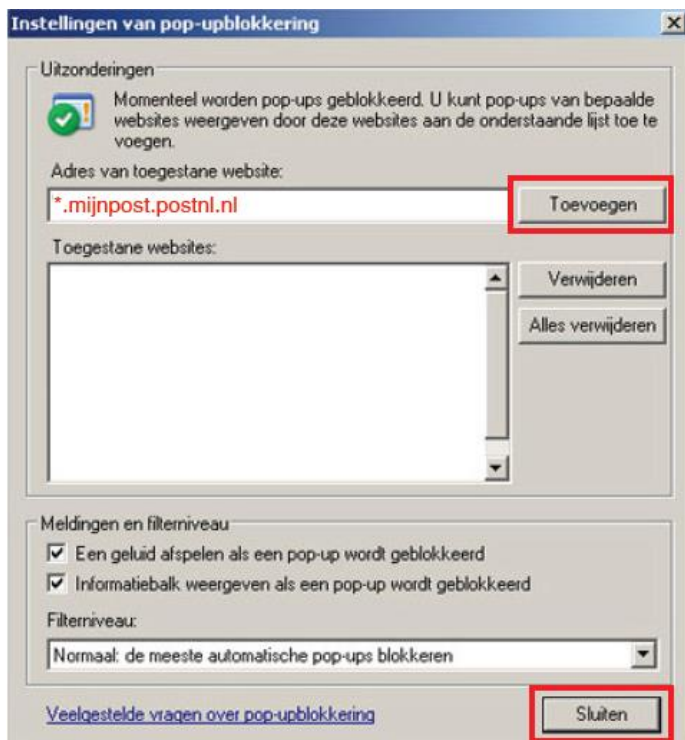 Instellingen van pop-upblokkering
Uitzonderingen
Momenteel worden pop-ups geblokkeerd. U kunt pop-ups van bepaalde
websites weergeven door deze websites aan de onderstaande lijst toe te
voegen.
Adres van toegestane website:
*.mijnpost.postnl.nl
Toevoegen
Toegestane websites:
Verwijderen
Alles verwijderen
Meldingen en filterniveau
Een geluid afspelen als een pop-up wordt geblokkeerd
Informatiebalk weergeven als een pop-up wordt geblokkeerd
Filterniveau:
Normaal: de meeste automatische pop-ups blokkeren
Veelgestelde vragen over pop-upblokkering
Sluiten